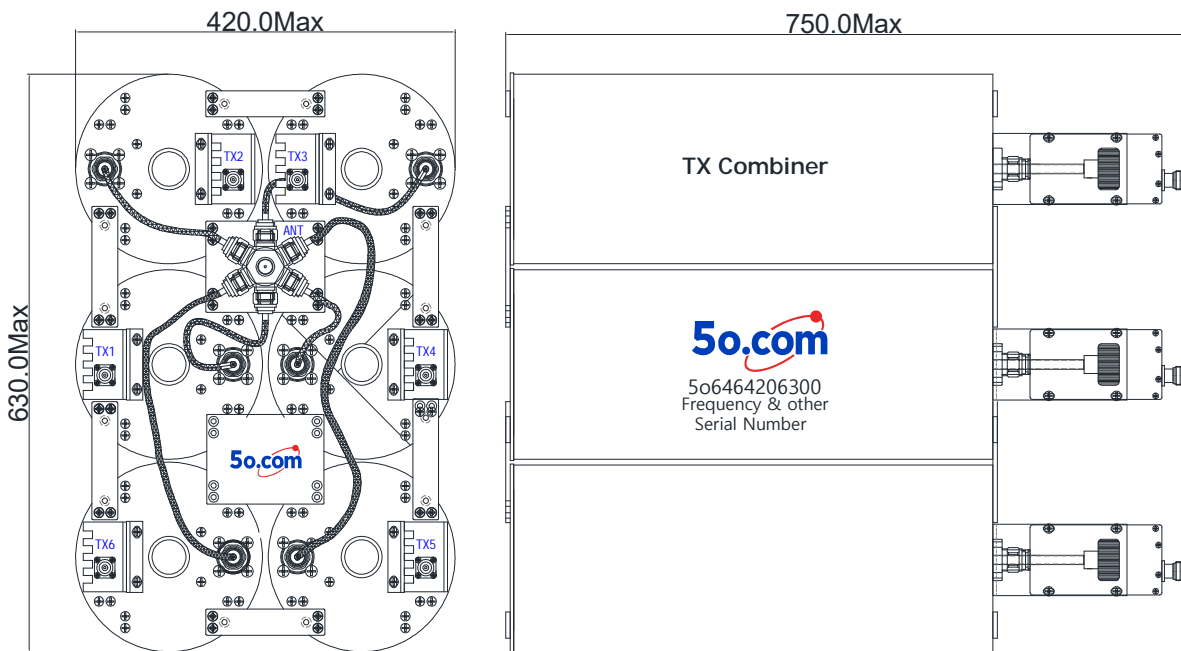 420.0Max
750.0Max
630.0Max
TX2
TX3
ANT
TX1
TX4
5o.com
TX6
TX5
TX Combiner
5o.com
5o6464206300
Frequency & other
Serial Number